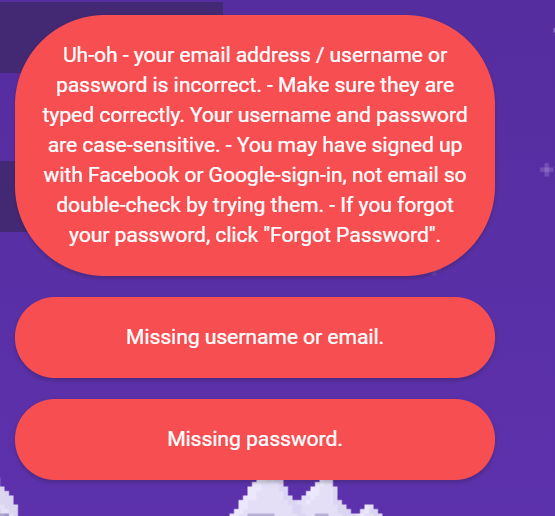 Uh-oh - your email address / username or
password is incorrect. - Make sure they are
typed correctly. Your username and password
are case-sensitive. - You may have signed up
with Facebook or Google-sign-in, not email so
double-check by trying them. - If you forgot
your password, click "Forgot Password".
Missing username or email.
Missing password.